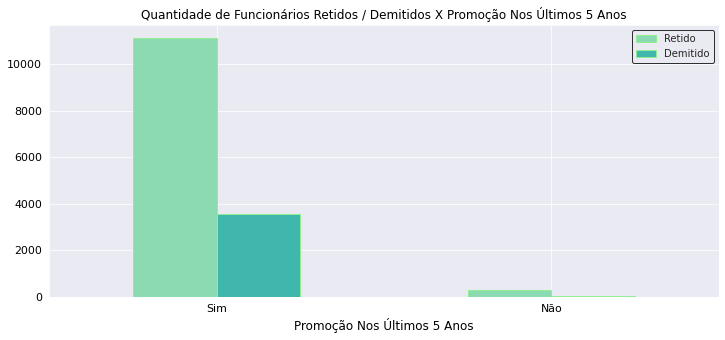 Quantidade de Funcionários Retidos / Demitidos X Promoção Nos Últimos 5 Anos
Retido
Demitido
10000
8000
6000
4000
2000
0
Sim
Não
Promoção Nos Últimos 5 Anos